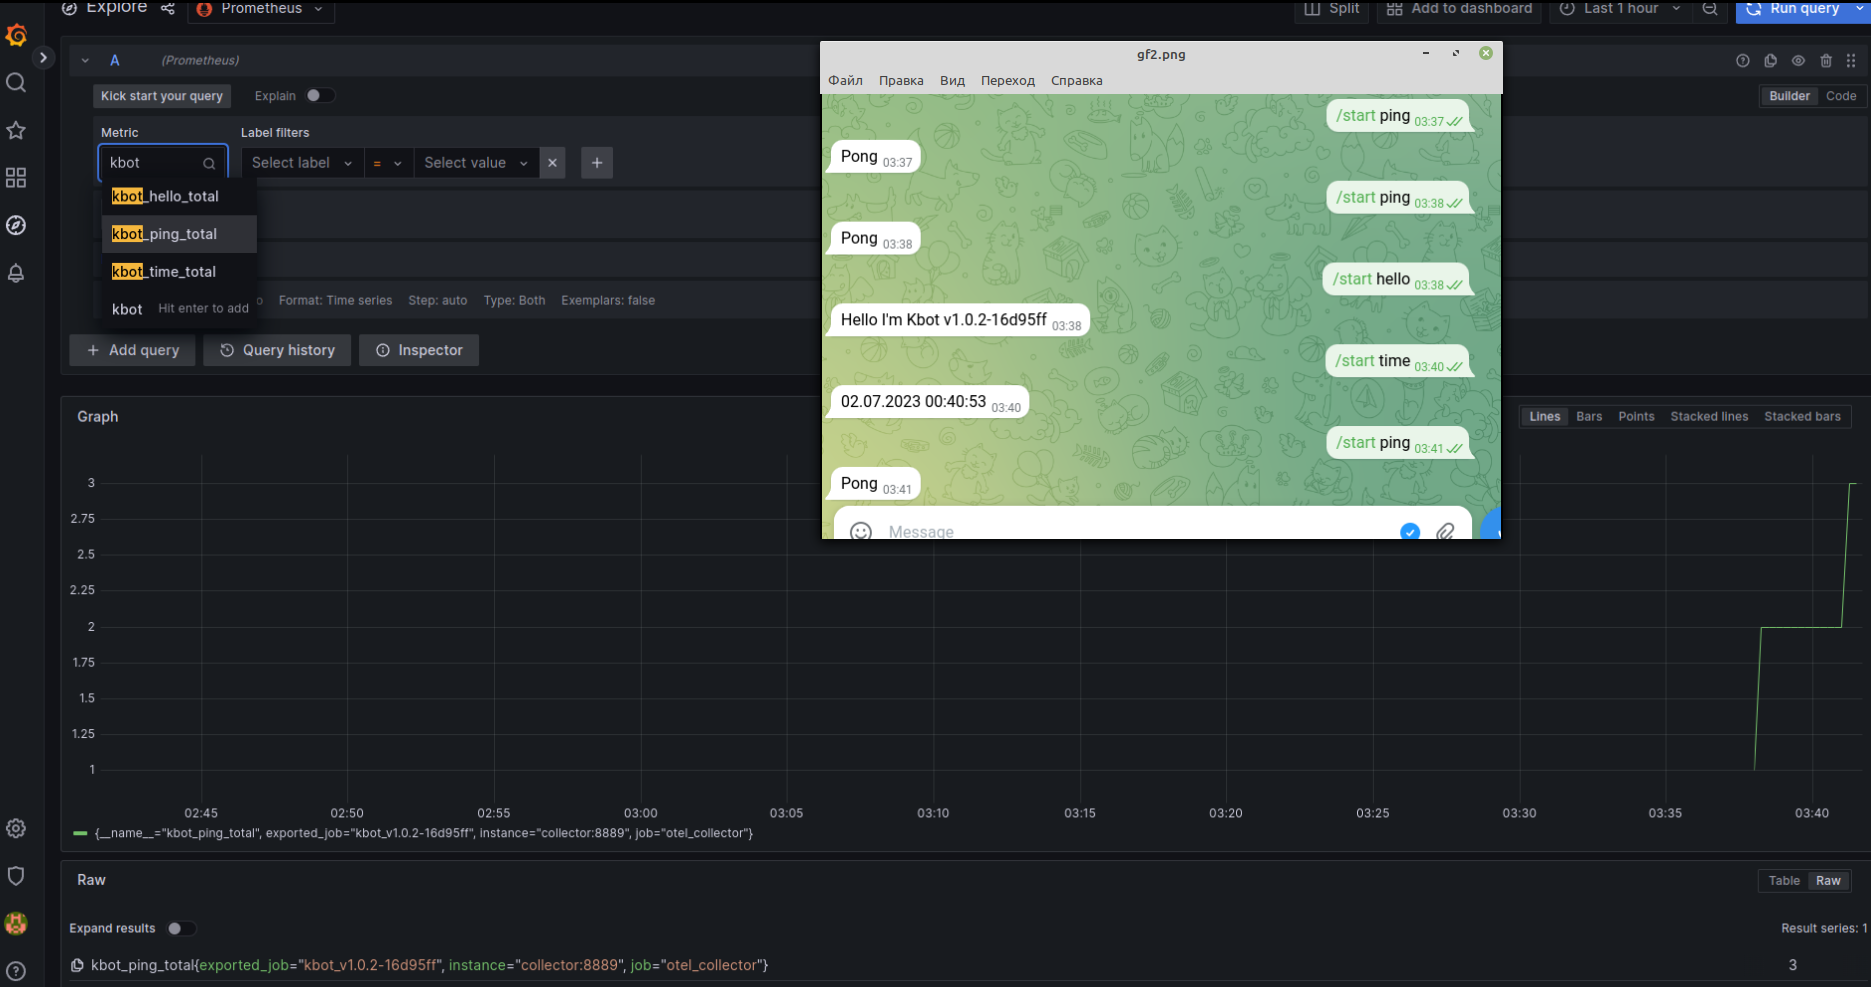 Explore Prometheus Split Add to dashboard Last 1 hour Run query
A (Prometheus)
Kick start your query Explain Builder Code
Metric Label filters
kbot Select label = Select value
kbot_hello_total
kbot_ping_total
kbot_time_total
kbot Hit enter to add
o Format: Time series Step: auto Type: Both Exemplars: false
+ Add query Query history Inspector
gf2.png
Файл Правка Вид Переход Справка
/start ping 03:37
Pong 03:37
/start ping 03:38
Pong 03:38
/start hello 03:38
Hello I'm Kbot v1.0.2-16d95ff 03:38
/start time 03:40
02.07.2023 00:40:53 03:40
/start ping 03:41
Pong 03:41
Message
Graph Lines Bars Points Stacked lines Stacked bars
3
2.75
2.5
2.25
2
1.75
1.5
1.25
1
02:45 02:50 02:55 03:00 03:05 03:10 03:15 03:20 03:25 03:30 03:35 03:40
{__name__="kbot_ping_total", exported_job="kbot_v1.0.2-16d95ff", instance="collector:8889", job="otel_collector"}
Raw Table Raw
Expand results Result series: 1
kbot_ping_total{exported_job="kbot_v1.0.2-16d95ff", instance="collector:8889", job="otel_collector"} 3